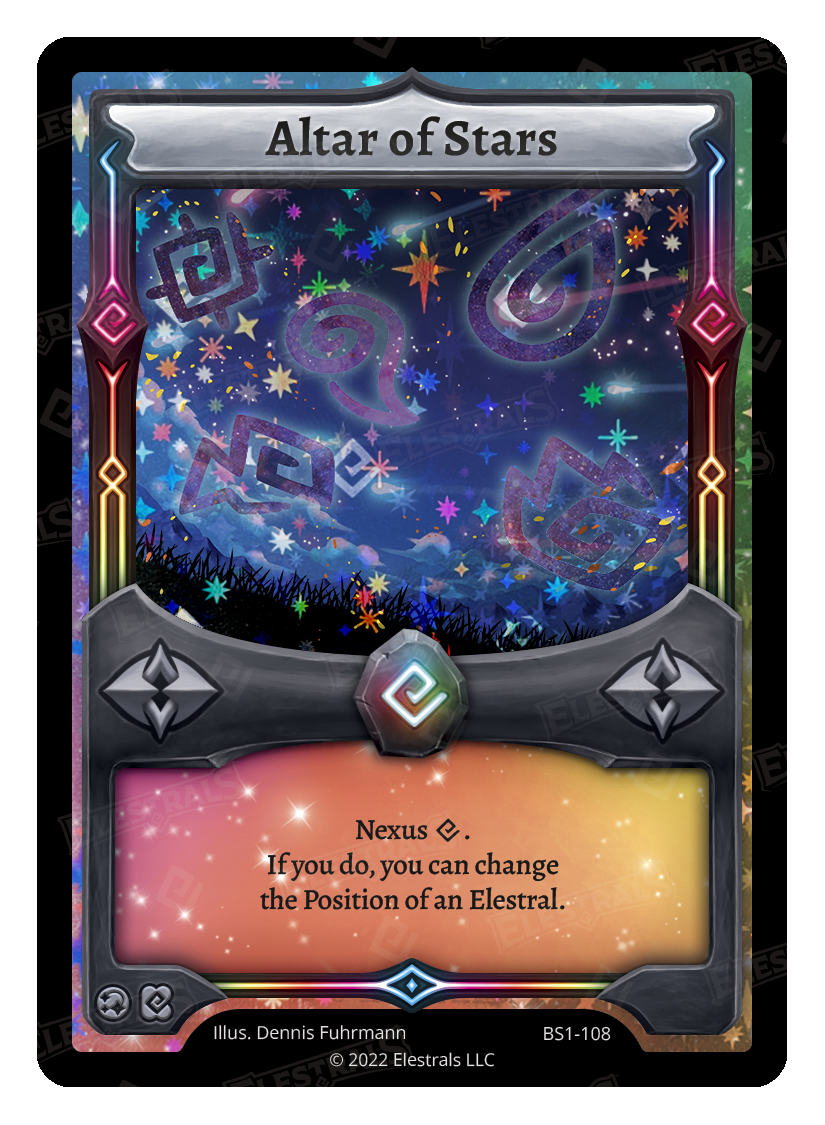 Altar of Stars
Nexus .
If you do, you can change
the Position of an Elestral.
Illus. Dennis Fuhrmann
BS1-108
© 2022 Elestrals LLC
ELESTRALS